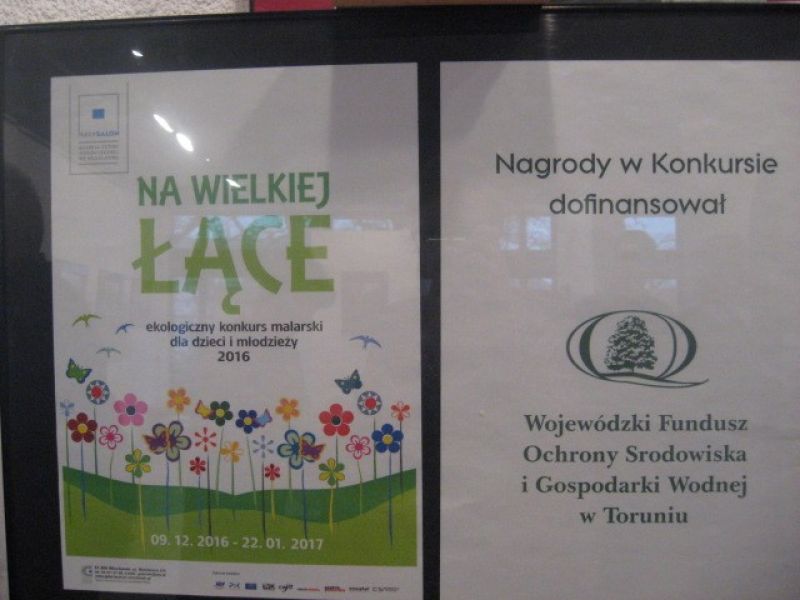 NA WIELKIEJ
ŁĄCE
ekologiczny konkurs malarski
dla dzieci i młodzieży
2016
09. 12. 2016 - 22. 01. 2017
Nagrody w Konkursie
dofinansował
Wojewódzki Fundusz
Ochrony Srodowiska
i Gospodarki Wodnej
w Toruniu